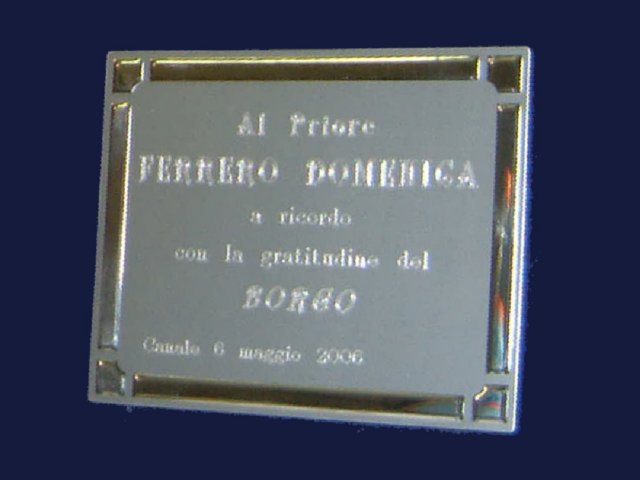 Al Priore
FERRERO DOMENICA
a ricordo
con la gratitudine del
BORGO
Canale 6 maggio 2006